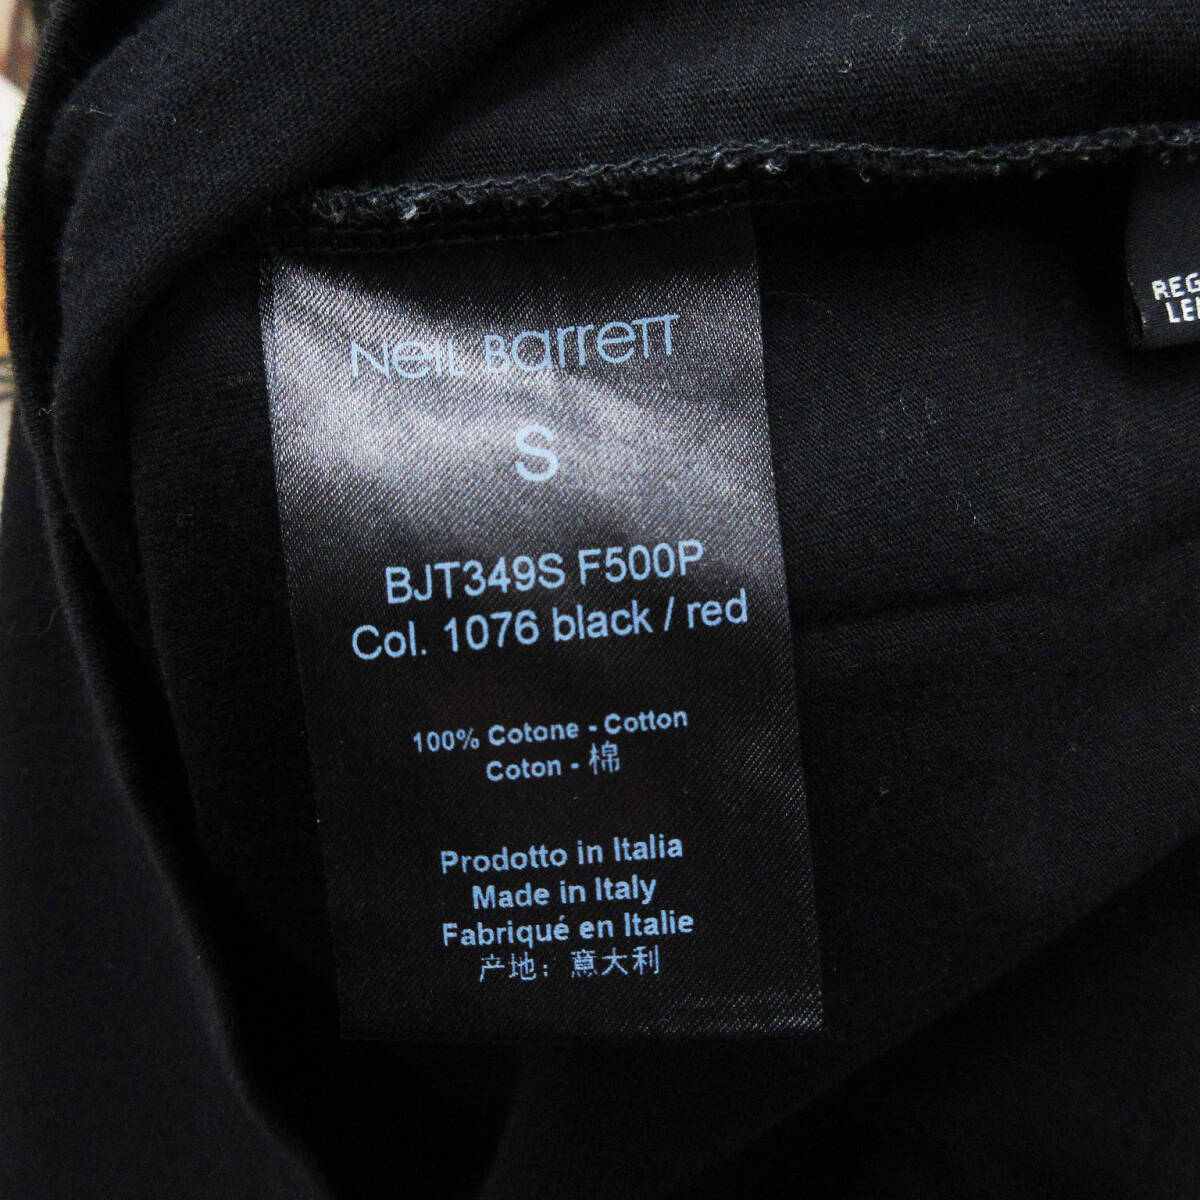 Neil Barrett
S
BJT349S F500P
Col. 1076 black / red
100% Cotone - Cotton
Coton - 棉
Prodotto in Italia
Made in Italy
Fabriqué en Italie
产地: 意大利
REG